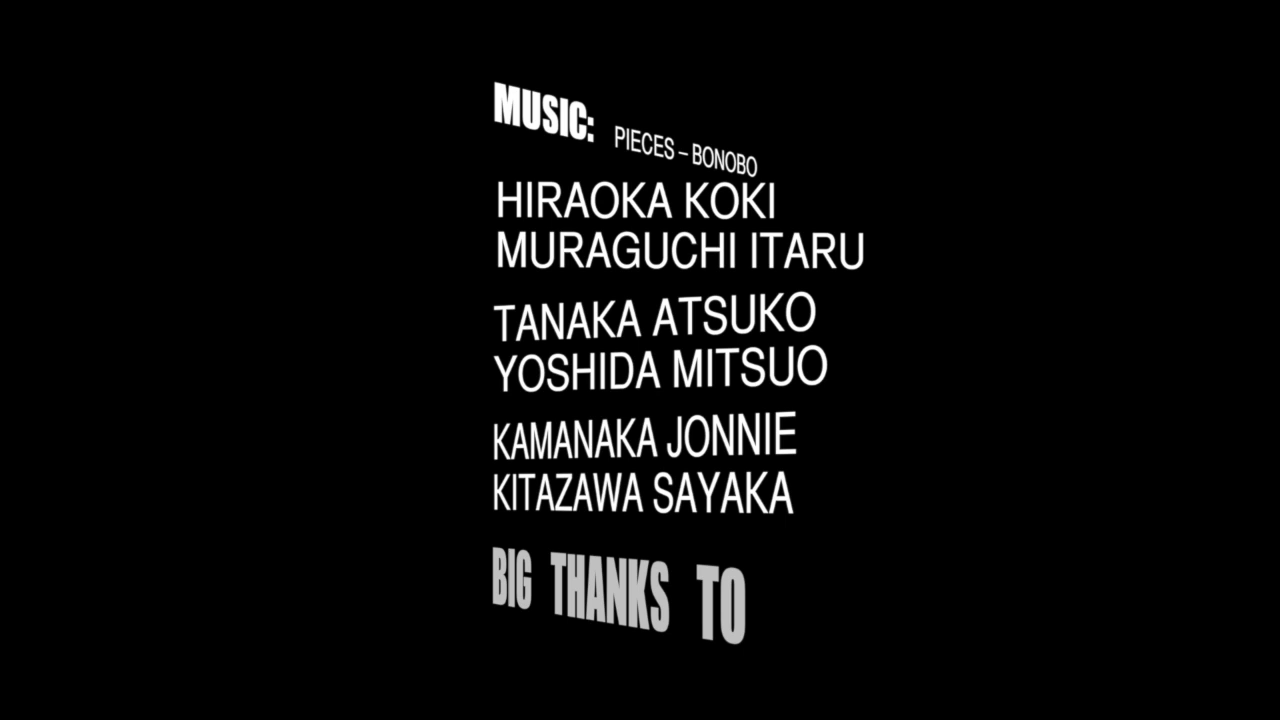 MUSIC: PIECES – BONOBO
HIRAOKA KOKI
MURAGUCHI ITARU
TANAKA ATSUKO
YOSHIDA MITSUO
KAMANAKA JONNIE
KITAZAWA SAYAKA
BIG THANKS TO